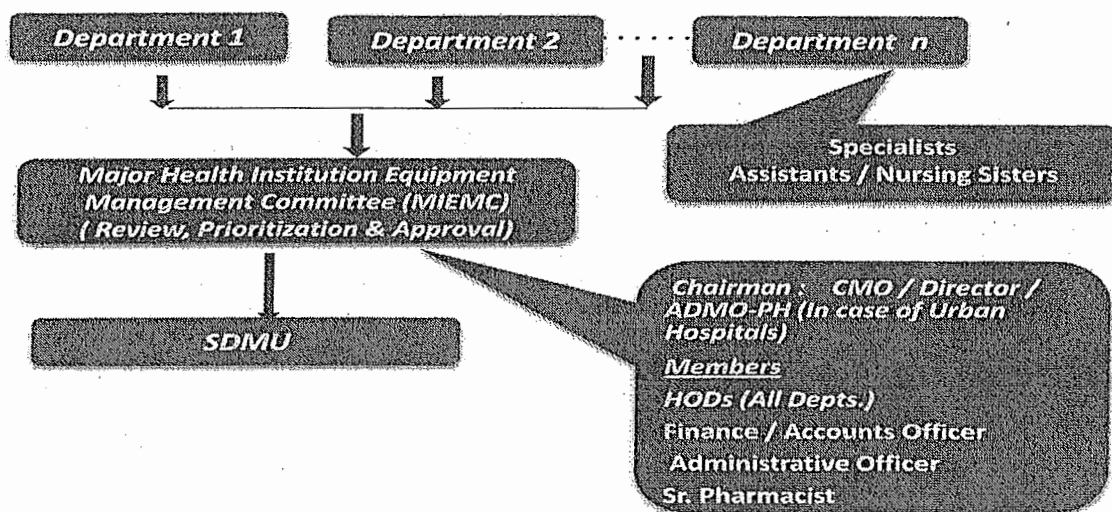 Department 1
Department 2
Department n
Specialists
Assistants / Nursing Sisters
Major Health Institution Equipment
Management Committee (MIEMC)
( Review, Prioritization & Approval)
SDMU
Chairman : CMO / Director /
ADMO-PH (In case of Urban
Hospitals)
Members
HODs (All Depts.)
Finance / Accounts Officer
Administrative Officer
Sr. Pharmacist